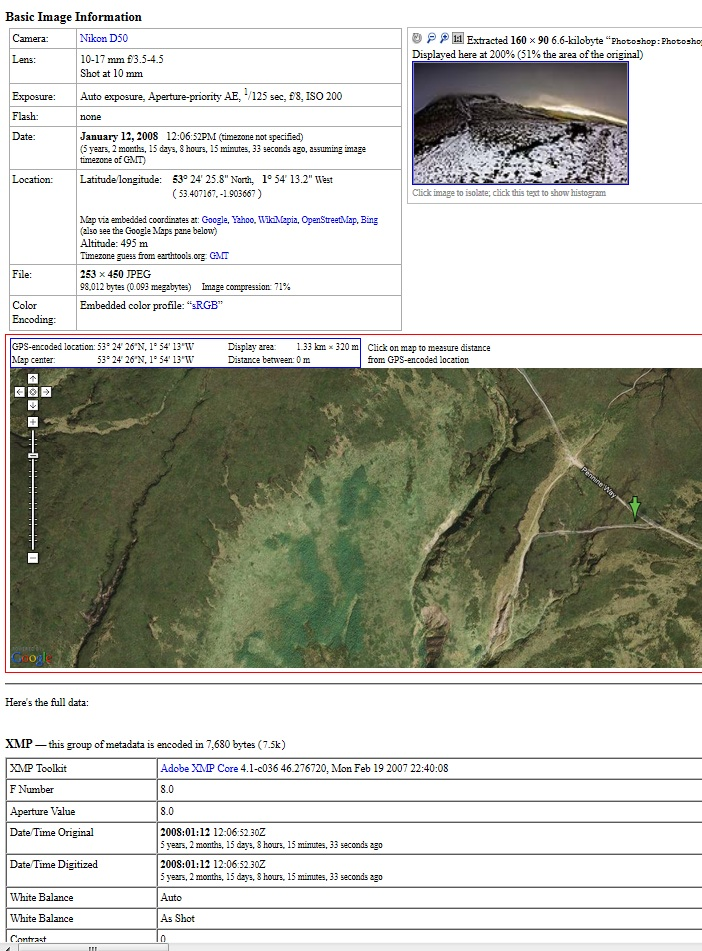 Basic Image Information
Camera: Nikon D50
Lens: 10-17 mm f/3.5-4.5
Shot at 10 mm
Exposure: Auto exposure, Aperture-priority AE, 1/125 sec, f/8, ISO 200
Flash: none
Date: January 12, 2008 12:06:52PM (timezone not specified)
(5 years, 2 months, 15 days, 8 hours, 15 minutes, 33 seconds ago, assuming image
timezone of GMT)
Location: Latitude/longitude: 53° 24' 25.8" North, 1° 54' 13.2" West
( 53.407167, -1.903667 )
Map via embedded coordinates at: Google, Yahoo, WikiMapia, OpenStreetMap, Bing
(also see the Google Maps pane below)
Altitude: 495 m
Timezone guess from earthtools.org: GMT
File: 253 × 450 JPEG
98,012 bytes (0.093 megabytes) Image compression: 71%
Color
Encoding:
Embedded color profile: “sRGB”
1:1 Extracted 160 × 90 6.6-kilobyte “Photoshop:Photosho
Displayed here at 200% (51% the area of the original)
Click image to isolate; click this text to show histogram
GPS-encoded location: 53° 24' 26"N, 1° 54' 13"W Display area: 1.33 km × 320 m
Map center: 53° 24' 26"N, 1° 54' 13"W Distance between: 0 m
Click on map to measure distance
from GPS-encoded location
Pennine Way
Google
Here's the full data:
XMP — this group of metadata is encoded in 7,680 bytes (7.5k)
XMP Toolkit Adobe XMP Core 4.1-c036 46.276720, Mon Feb 19 2007 22:40:08
F Number 8.0
Aperture Value 8.0
Date/Time Original 2008:01:12 12:06:52.30Z
5 years, 2 months, 15 days, 8 hours, 15 minutes, 33 seconds ago
Date/Time Digitized 2008:01:12 12:06:52.30Z
5 years, 2 months, 15 days, 8 hours, 15 minutes, 33 seconds ago
White Balance Auto
White Balance As Shot
Contrast 0